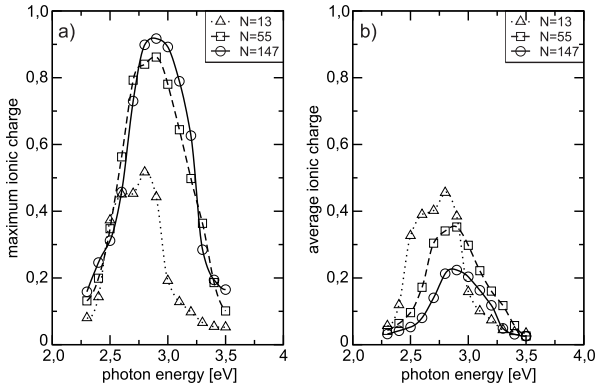 a)
N=13
N=55
N=147
1,0
0,8
0,6
0,4
0,2
0
maximum ionic charge
2,0
2,5
3,0
3,5
4
photon energy [eV]
b)
N=13
N=55
N=147
1,0
0,8
0,6
0,4
0,2
0
average ionic charge
2,0
2,5
3,0
3,5
4,0
photon energy [eV]